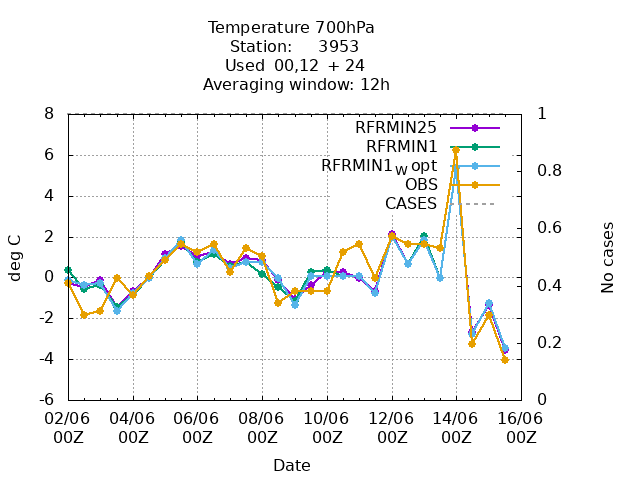 Temperature 700hPa
Station: 3953
Used 00,12 + 24
Averaging window: 12h
RFRMIN25
RFRMIN1
RFRMIN1W opt
OBS
CASES
8
6
4
2
0
-2
-4
-6
deg C
1
0.8
0.6
0.4
0.2
0
No cases
02/06 04/06 06/06 08/06 10/06 12/06 14/06 16/06
00Z 00Z 00Z 00Z 00Z 00Z 00Z 00Z
Date